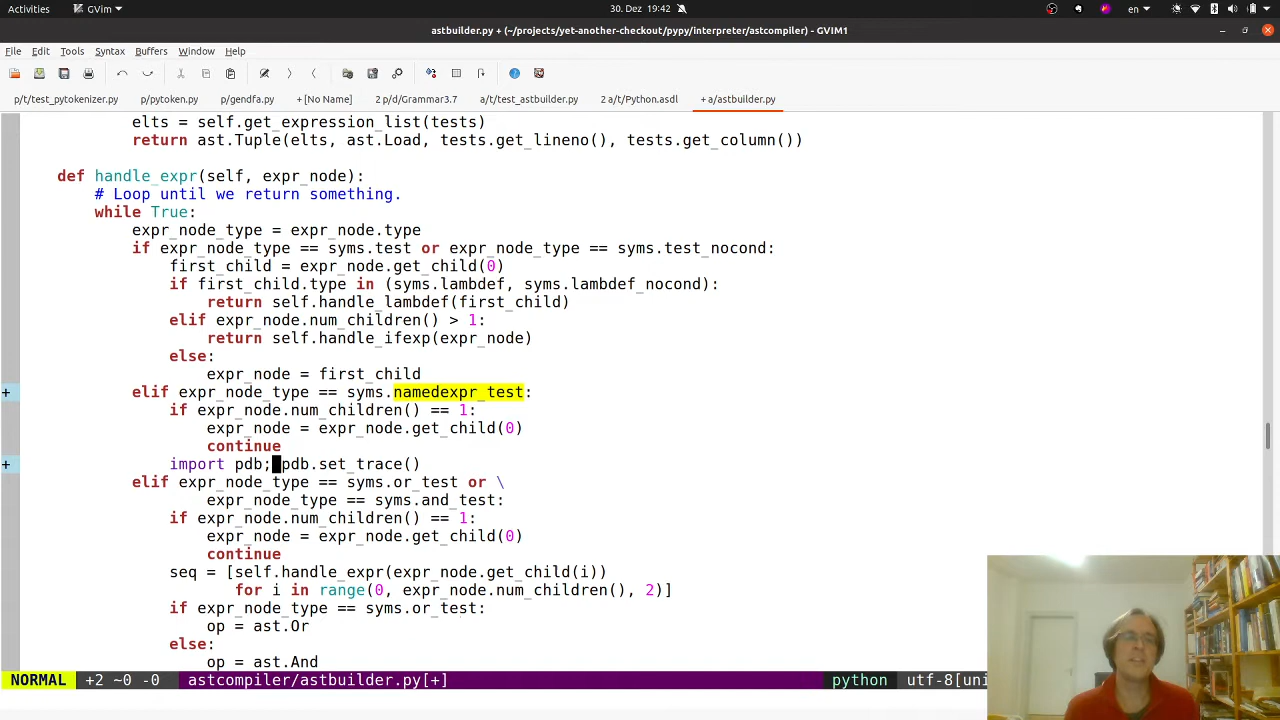 Activities GVim 30. Dez 19:42 en
astbuilder.py + (~/projects/yet-another-checkout/pypy/interpreter/astcompiler) - GVIM1
File Edit Tools Syntax Buffers Window Help
p/t/test_pytokenizer.py p/pytoken.py p/gendfa.py + [No Name] 2 p/d/Grammar3.7 a/t/test_astbuilder.py 2 a/t/Python.asdl + a/astbuilder.py
elts = self.get_expression_list(tests)
return ast.Tuple(elts, ast.Load, tests.get_lineno(), tests.get_column())
def handle_expr(self, expr_node):
# Loop until we return something.
while True:
expr_node_type = expr_node.type
if expr_node_type == syms.test or expr_node_type == syms.test_nocond:
first_child = expr_node.get_child(0)
if first_child.type in (syms.lambdef, syms.lambdef_nocond):
return self.handle_lambdef(first_child)
elif expr_node.num_children() > 1:
return self.handle_ifexp(expr_node)
else:
expr_node = first_child
+ elif expr_node_type == syms.namedexpr_test:
if expr_node.num_children() == 1:
expr_node = expr_node.get_child(0)
continue
+ import pdb; pdb.set_trace()
elif expr_node_type == syms.or_test or \
expr_node_type == syms.and_test:
if expr_node.num_children() == 1:
expr_node = expr_node.get_child(0)
continue
seq = [self.handle_expr(expr_node.get_child(i))
for i in range(0, expr_node.num_children(), 2)]
if expr_node_type == syms.or_test:
op = ast.Or
else:
op = ast.And
NORMAL +2 ~0 -0 astcompiler/astbuilder.py[+] python utf-8[uni